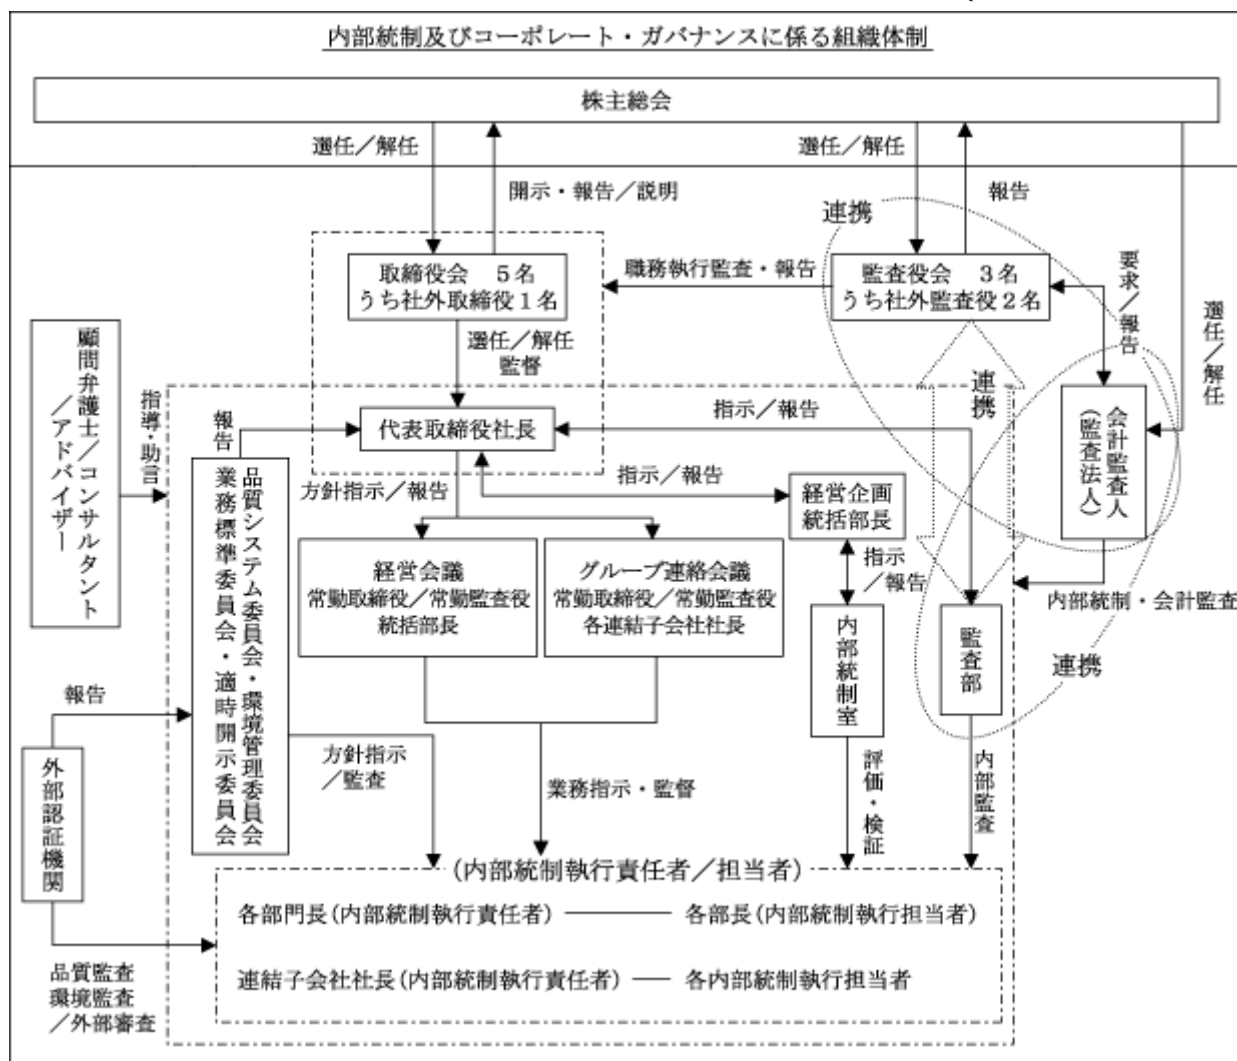 内部統制及びコーポレート・ガバナンスに係る組織体制
株主総会
選任／解任
選任／解任
開示・報告／説明
報告
連携
取締役会　５名
うち社外取締役１名
職務執行監査・報告
監査役会　３名
うち社外監査役２名
要求／報告
選任／解任
選任／解任
監督
連携
顧問弁護士／コンサルタント
／アドバイザー
指導・助言
報告
代表取締役社長
指示／報告
会計監査人
（監査法人）
方針指示／報告
指示／報告
経営企画
統括部長
品質システム委員会・環境管理委員会
業務標準委員会・適時開示委員会
経営会議
常勤取締役／常勤監査役
統括部長
グループ連絡会議
常勤取締役／常勤監査役
各連結子会社社長
指示
／報告
内部統制・会計監査
内部統制室
監査部
連携
報告
外部認証機関
方針指示
／監査
業務指示・監督
評価・検証
内部監査
(内部統制執行責任者／担当者)
各部門長(内部統制執行責任者)
各部長(内部統制執行担当者)
連結子会社社長(内部統制執行責任者)
各内部統制執行担当者
品質監査
環境監査
／外部審査